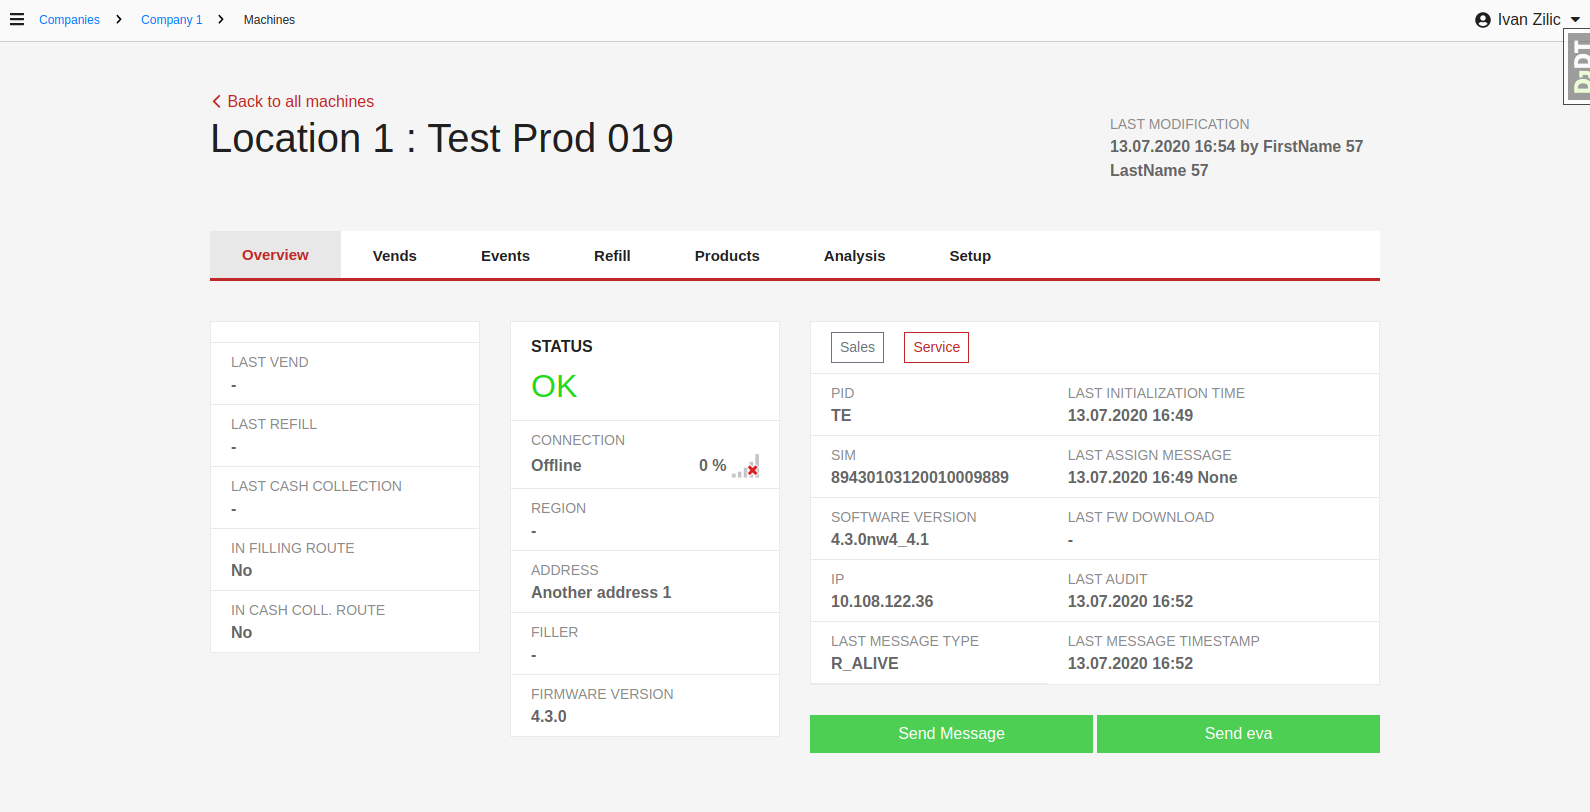 Companies > Company 1 > Machines
Ivan Zilic
DjDT
Back to all machines
Location 1 : Test Prod 019
LAST MODIFICATION
13.07.2020 16:54 by FirstName 57
LastName 57
Overview Vends Events Refill Products Analysis Setup
LAST VEND
-
LAST REFILL
-
LAST CASH COLLECTION
-
IN FILLING ROUTE
No
IN CASH COLL. ROUTE
No
STATUS
OK
CONNECTION
Offline 0 %
REGION
-
ADDRESS
Another address 1
FILLER
-
FIRMWARE VERSION
4.3.0
Sales Service
PID LAST INITIALIZATION TIME
TE 13.07.2020 16:49
SIM LAST ASSIGN MESSAGE
89430103120010009889 13.07.2020 16:49 None
SOFTWARE VERSION LAST FW DOWNLOAD
4.3.0nw4_4.1 -
IP LAST AUDIT
10.108.122.36 13.07.2020 16:52
LAST MESSAGE TYPE LAST MESSAGE TIMESTAMP
R_ALIVE 13.07.2020 16:52
Send Message Send eva